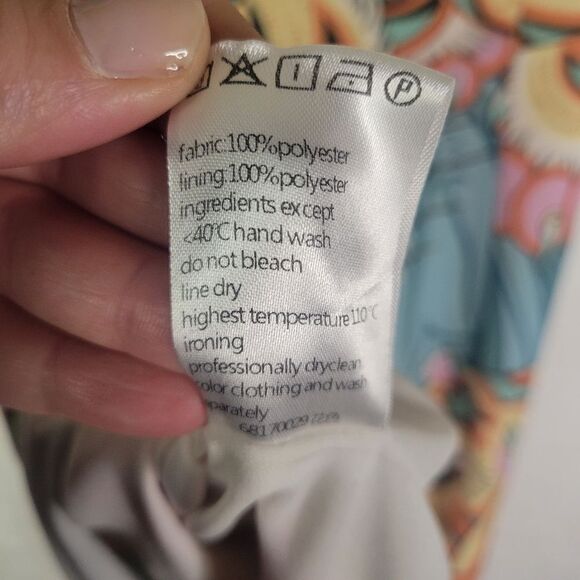 P
fabric:100%polyester
lining:100%polyester
ingredients except
<40°C hand wash
do not bleach
line dry
highest temperature 110°C
ironing
professionally dryclean
color clothing and wash
separately
68170029